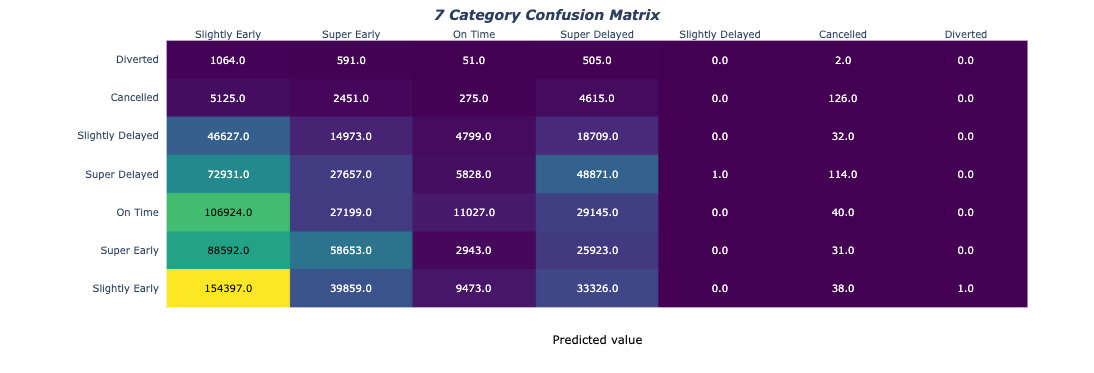 7 Category Confusion Matrix
Slightly Early Super Early On Time Super Delayed Slightly Delayed Cancelled Diverted
Diverted 1064.0 591.0 51.0 505.0 0.0 2.0 0.0
Cancelled 5125.0 2451.0 275.0 4615.0 0.0 126.0 0.0
Slightly Delayed 46627.0 14973.0 4799.0 18709.0 0.0 32.0 0.0
Super Delayed 72931.0 27657.0 5828.0 48871.0 1.0 114.0 0.0
On Time 106924.0 27199.0 11027.0 29145.0 0.0 40.0 0.0
Super Early 88592.0 58653.0 2943.0 25923.0 0.0 31.0 0.0
Slightly Early 154397.0 39859.0 9473.0 33326.0 0.0 38.0 1.0
Predicted value